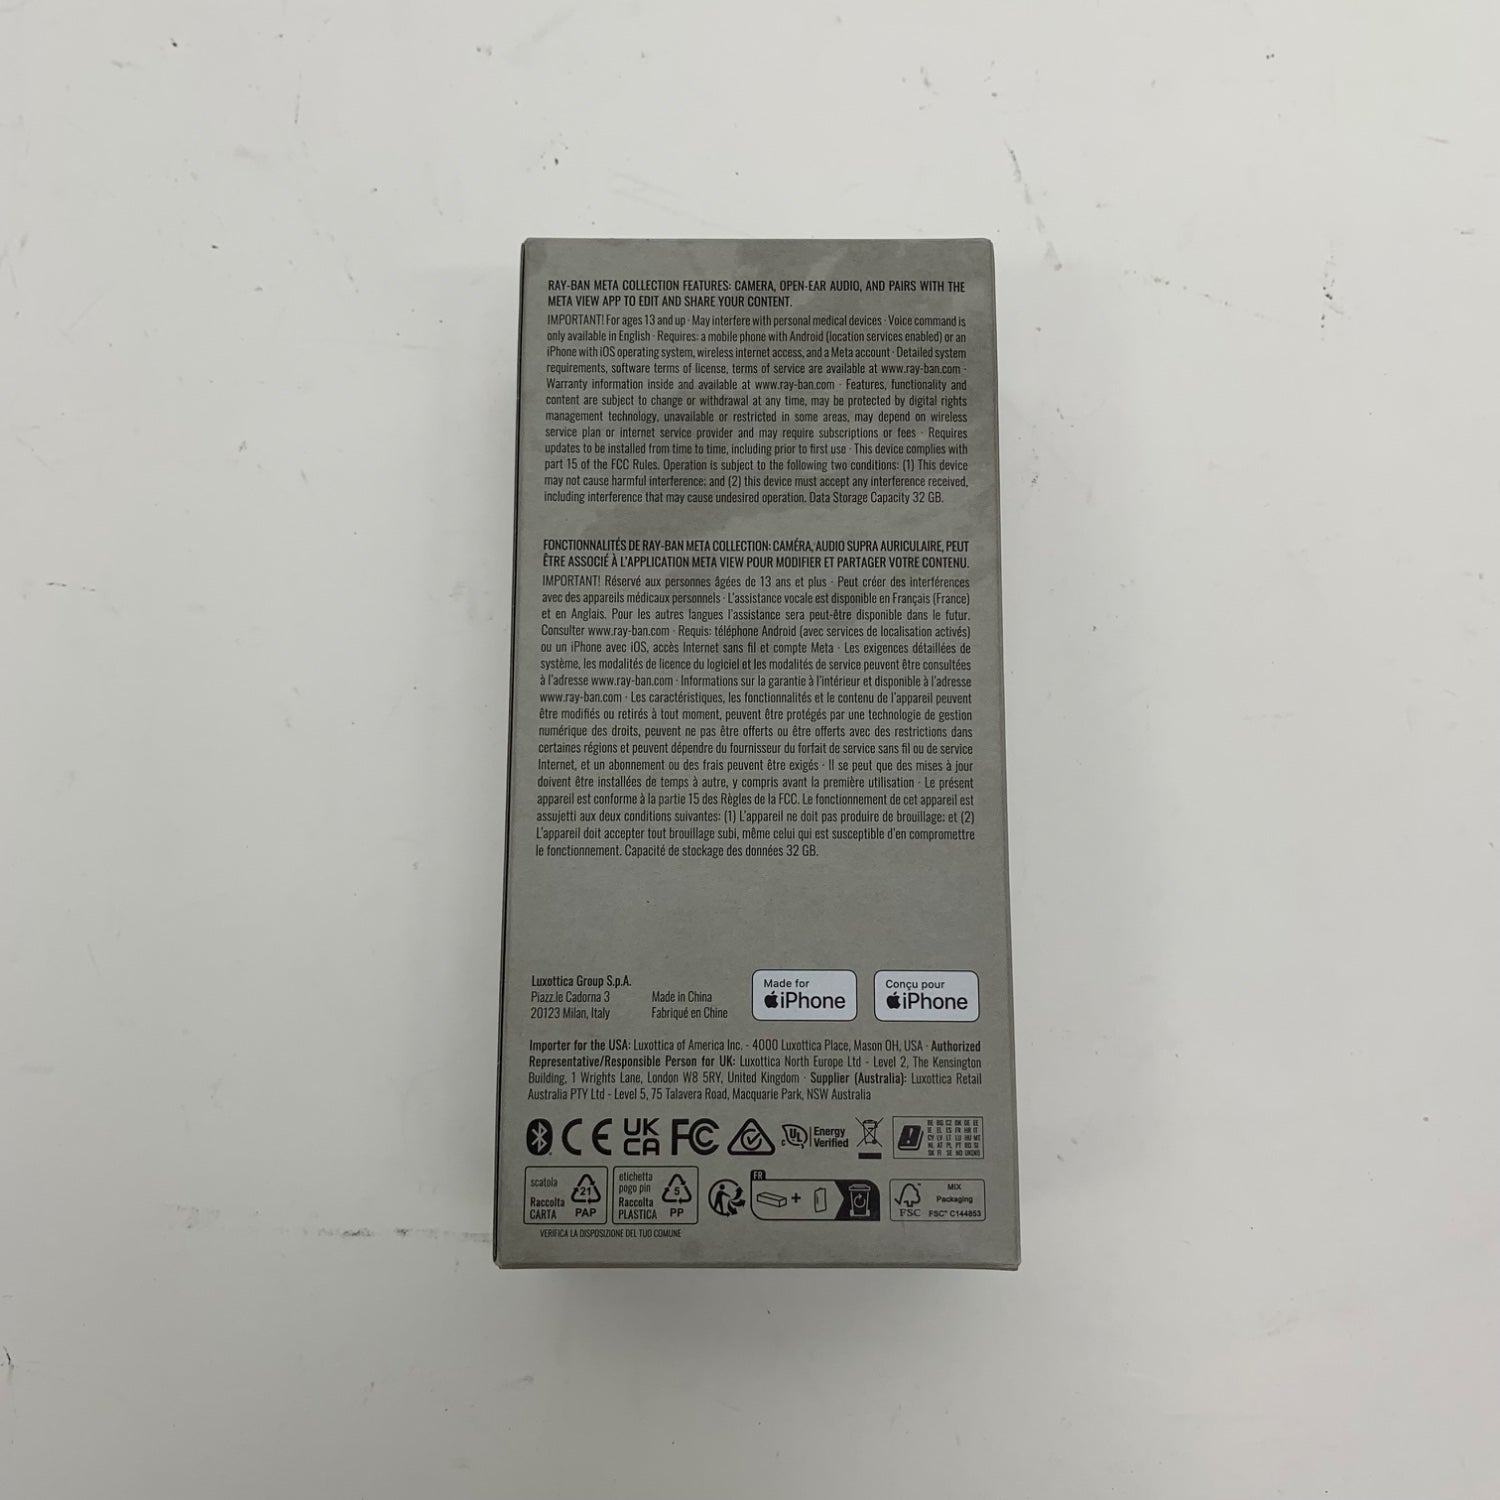 RAY-BAN META COLLECTION FEATURES: CAMERA, OPEN-EAR AUDIO, AND PAIRS WITH THE
META VIEW APP TO EDIT AND SHARE YOUR CONTENT.
IMPORTANT! For ages 13 and up · May interfere with personal medical devices · Voice command is
only available in English · Requires: a mobile phone with Android (location services enabled) or an
iPhone with iOS operating system, wireless internet access, and a Meta account · Detailed system
requirements, software terms of license, terms of service are available at www.ray-ban.com ·
Warranty information inside and available at www.ray-ban.com · Features, functionality and
content are subject to change or withdrawal at any time, may be protected by digital rights
management technology, unavailable or restricted in some areas, may depend on wireless
service plan or internet service provider and may require subscriptions or fees · Requires
updates to be installed from time to time, including prior to first use · This device complies with
part 15 of the FCC Rules. Operation is subject to the following two conditions: (1) This device
may not cause harmful interference; and (2) this device must accept any interference received,
including interference that may cause undesired operation. Data Storage Capacity 32 GB.
FONCTIONNALITÉS DE RAY-BAN META COLLECTION: CAMÉRA, AUDIO SUPRA AURICULAIRE, PEUT
ÊTRE ASSOCIÉ À L'APPLICATION META VIEW POUR MODIFIER ET PARTAGER VOTRE CONTENU.
IMPORTANT! Réservé aux personnes âgées de 13 ans et plus · Peut créer des interférences
avec des appareils médicaux personnels · L'assistance vocale est disponible en Français (France)
et en Anglais. Pour les autres langues l'assistance sera peut-être disponible dans le futur.
Consulter www.ray-ban.com · Requis: téléphone Android (avec services de localisation activés)
ou un iPhone avec iOS, accès Internet sans fil et compte Meta · Les exigences détaillées de
système, les modalités de licence du logiciel et les modalités de service peuvent être consultées
à l'adresse www.ray-ban.com · Informations sur la garantie à l'intérieur et disponible à l'adresse
www.ray-ban.com · Les caractéristiques, les fonctionnalités et le contenu de l'appareil peuvent
être modifiés ou retirés à tout moment, peuvent être protégés par une technologie de gestion
numérique des droits, peuvent ne pas être offerts ou être offerts avec des restrictions dans
certaines régions et peuvent dépendre du fournisseur du forfait de service sans fil ou de service
Internet, et un abonnement ou des frais peuvent être exigés · Il se peut que des mises à jour
doivent être installées de temps à autre, y compris avant la première utilisation · Le présent
appareil est conforme à la partie 15 des Règles de la FCC. Le fonctionnement de cet appareil est
assujetti aux deux conditions suivantes: (1) L'appareil ne doit pas produire de brouillage; et (2)
L'appareil doit accepter tout brouillage subi, même celui qui est susceptible d'en compromettre
le fonctionnement. Capacité de stockage des données 32 GB.
Luxottica Group S.p.A.
Piazz.le Cadorna 3
20123 Milan, Italy
Made in China
Fabriqué en Chine
Made for
iPhone
Conçu pour
iPhone
Importer for the USA: Luxottica of America Inc. - 4000 Luxottica Place, Mason OH, USA · Authorized
Representative/Responsible Person for UK: Luxottica North Europe Ltd - Level 2, The Kensington
Building, 1 Wrights Lane, London W8 5RY, United Kingdom · Supplier (Australia): Luxottica Retail
Australia PTY Ltd - Level 5, 75 Talavera Road, Macquarie Park, NSW Australia
CE
UK
CA
FC
UL
Energy
Verified
scatola
Raccolta
CARTA
21
PAP
etichetta
pogo pin
Raccolta
PLASTICA
5
PP
FR
+
FSC
MIX
Packaging
FSC® C144853
VERIFICA LA DISPOSIZIONE DEL TUO COMUNE